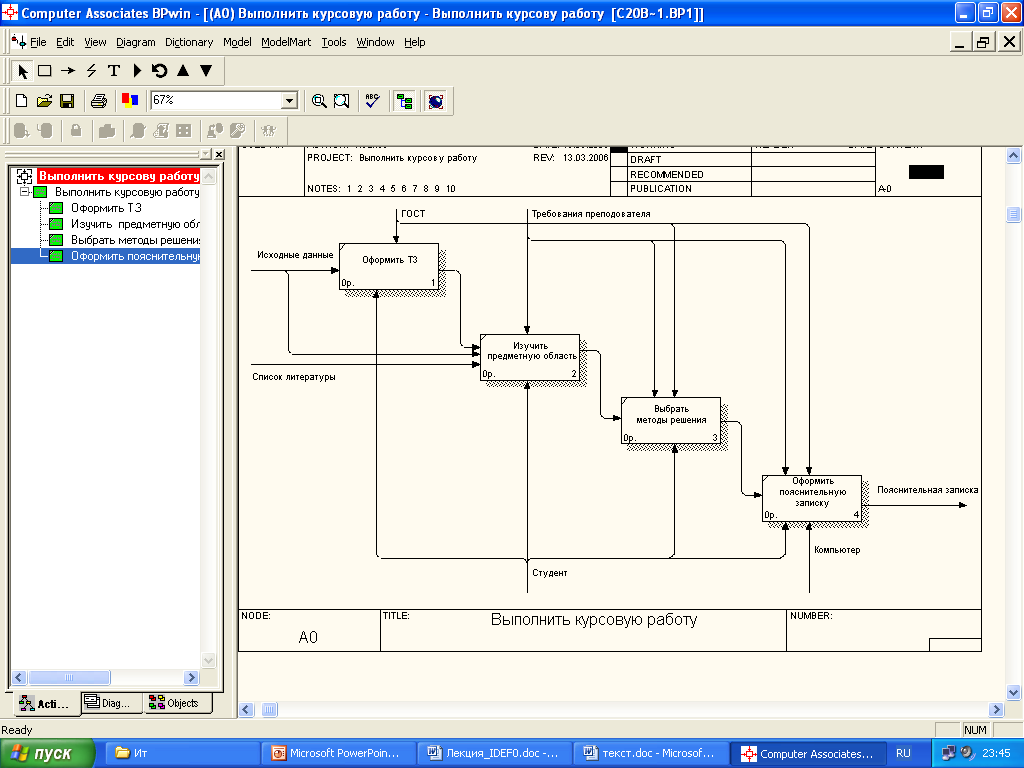 Computer Associates BPwin - [(A0) Выполнить курсовую работу - Выполнить курсову работу [C20B~1.BP1]]
File Edit View Diagram Dictionary Model ModelMart Tools Window Help
67%
PROJECT: Выполнить курсову работу
REV: 13.03.2006
DRAFT
RECOMMENDED
NOTES: 1 2 3 4 5 6 7 8 9 10
PUBLICATION
A-0
Выполнить курсову работу
Выполнить курсовую работу
Оформить ТЗ
Изучить предметную обл
Выбрать методы решения
Оформить пояснительну
ГОСТ
Требования преподователя
Исходные данные
Оформить ТЗ
0р. 1
Изучить
предметную область
0р. 2
Список литературы
Выбрать
методы решения
0р. 3
Оформить
пояснительную
записку
0р. 4
Пояснительная записка
Компьютер
Студент
NODE:
A0
TITLE:
Выполнить курсовую работу
NUMBER:
Acti... Diag... Objects
Ready
NUM
пуск
Ит
Microsoft PowerPoin...
Лекция_IDEF0.doc -...
текст.doc - Microsof...
Computer Associates...
RU
23:45